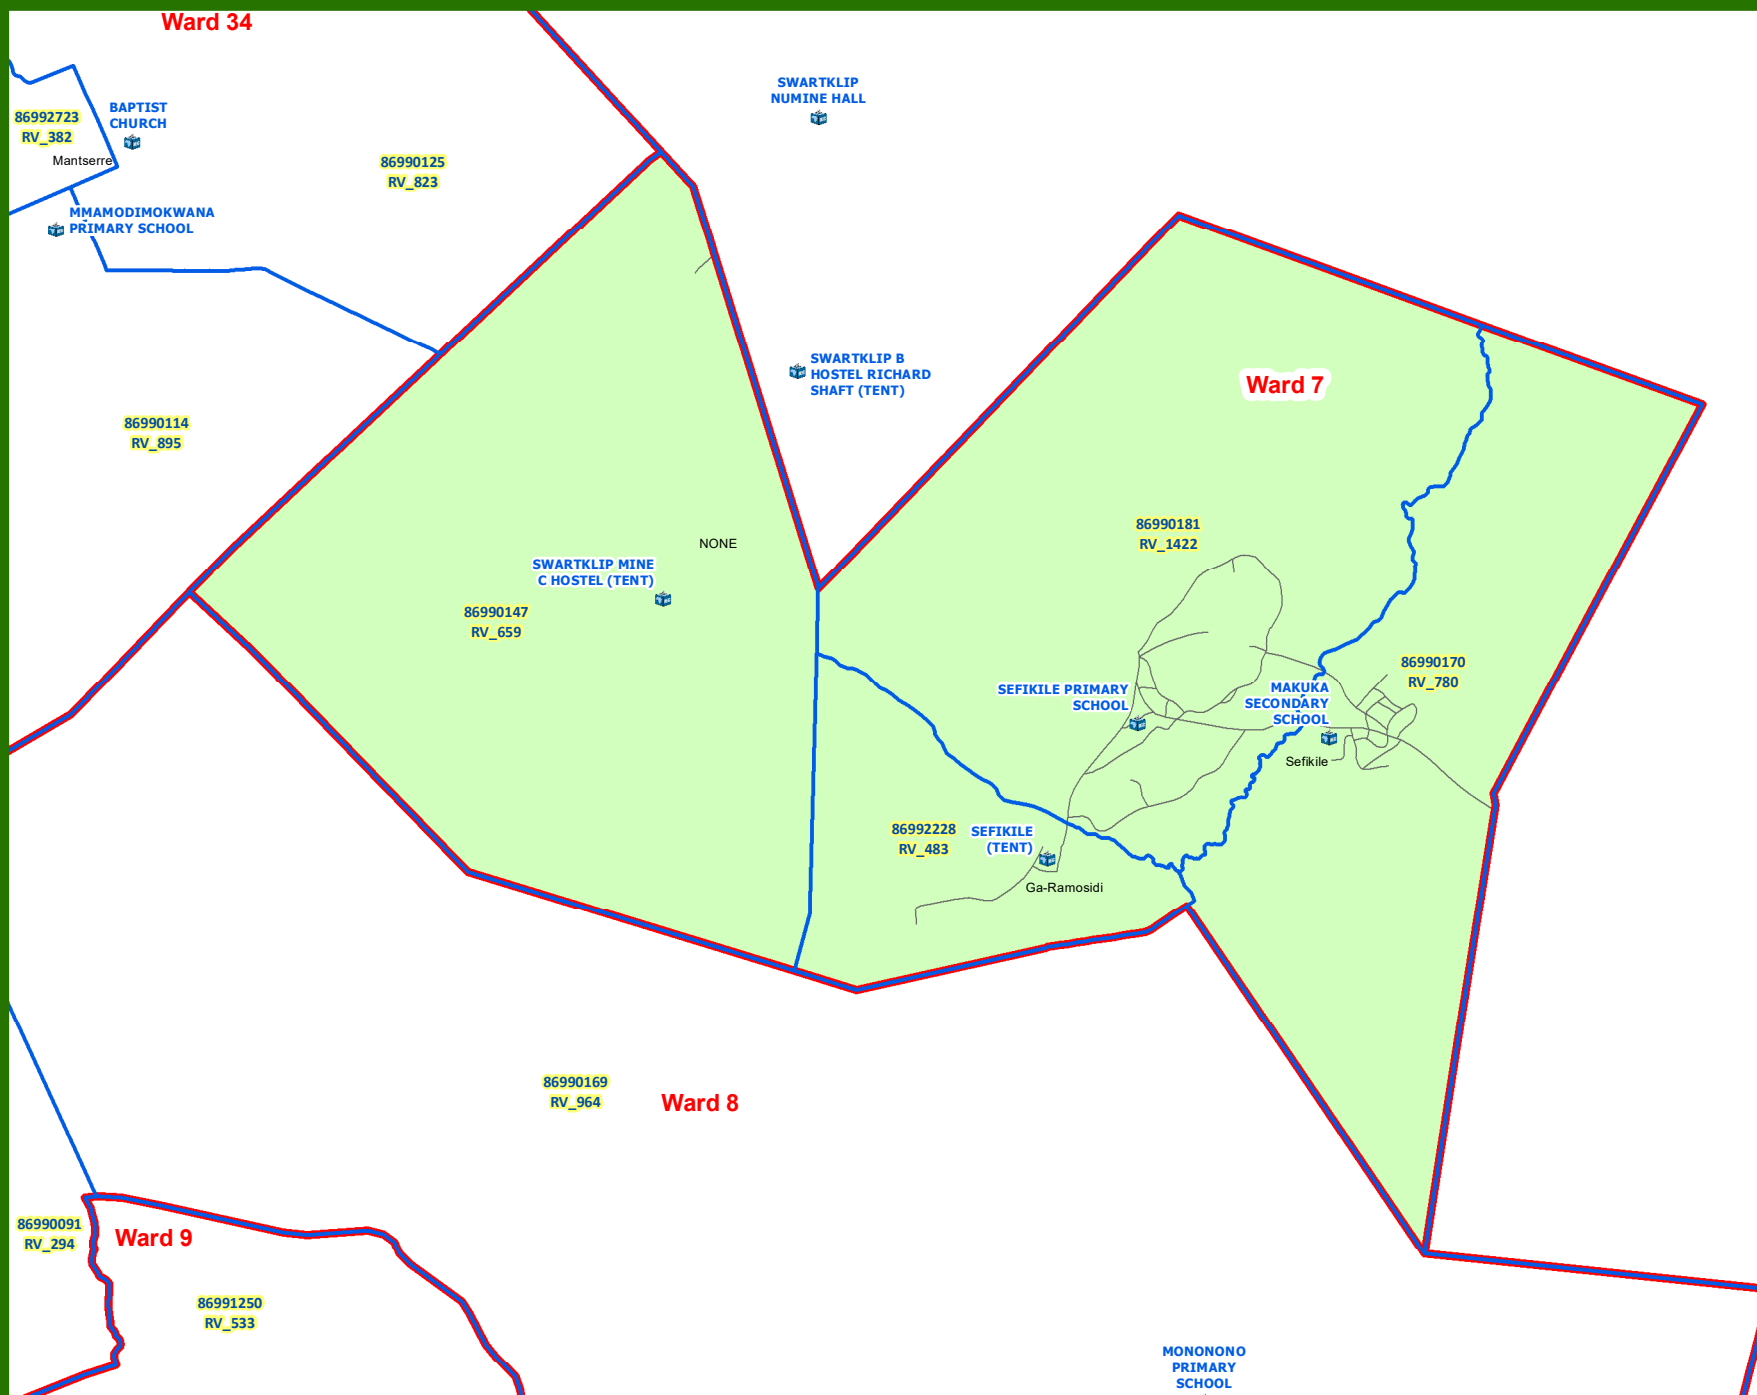 Ward 34
SWARTKLIP
NUMINE HALL
BAPTIST
CHURCH
86992723
RV_382
Mantserre
86990125
RV_823
MMAMODIMOKWANA
PRIMARY SCHOOL
SWARTKLIP B
HOSTEL RICHARD
SHAFT (TENT)
Ward 7
86990114
RV_895
86990181
RV_1422
NONE
SWARTKLIP MINE
C HOSTEL (TENT)
86990147
RV_659
86990170
RV_780
SEFIKILE PRIMARY
SCHOOL
MAKUKA
SECONDARY
SCHOOL
Sefikile
86992228
RV_483
SEFIKILE
(TENT)
Ga-Ramosidi
86990169
RV_964
Ward 8
86990091
RV_294
Ward 9
86991250
RV_533
MONONONO
PRIMARY
SCHOOL